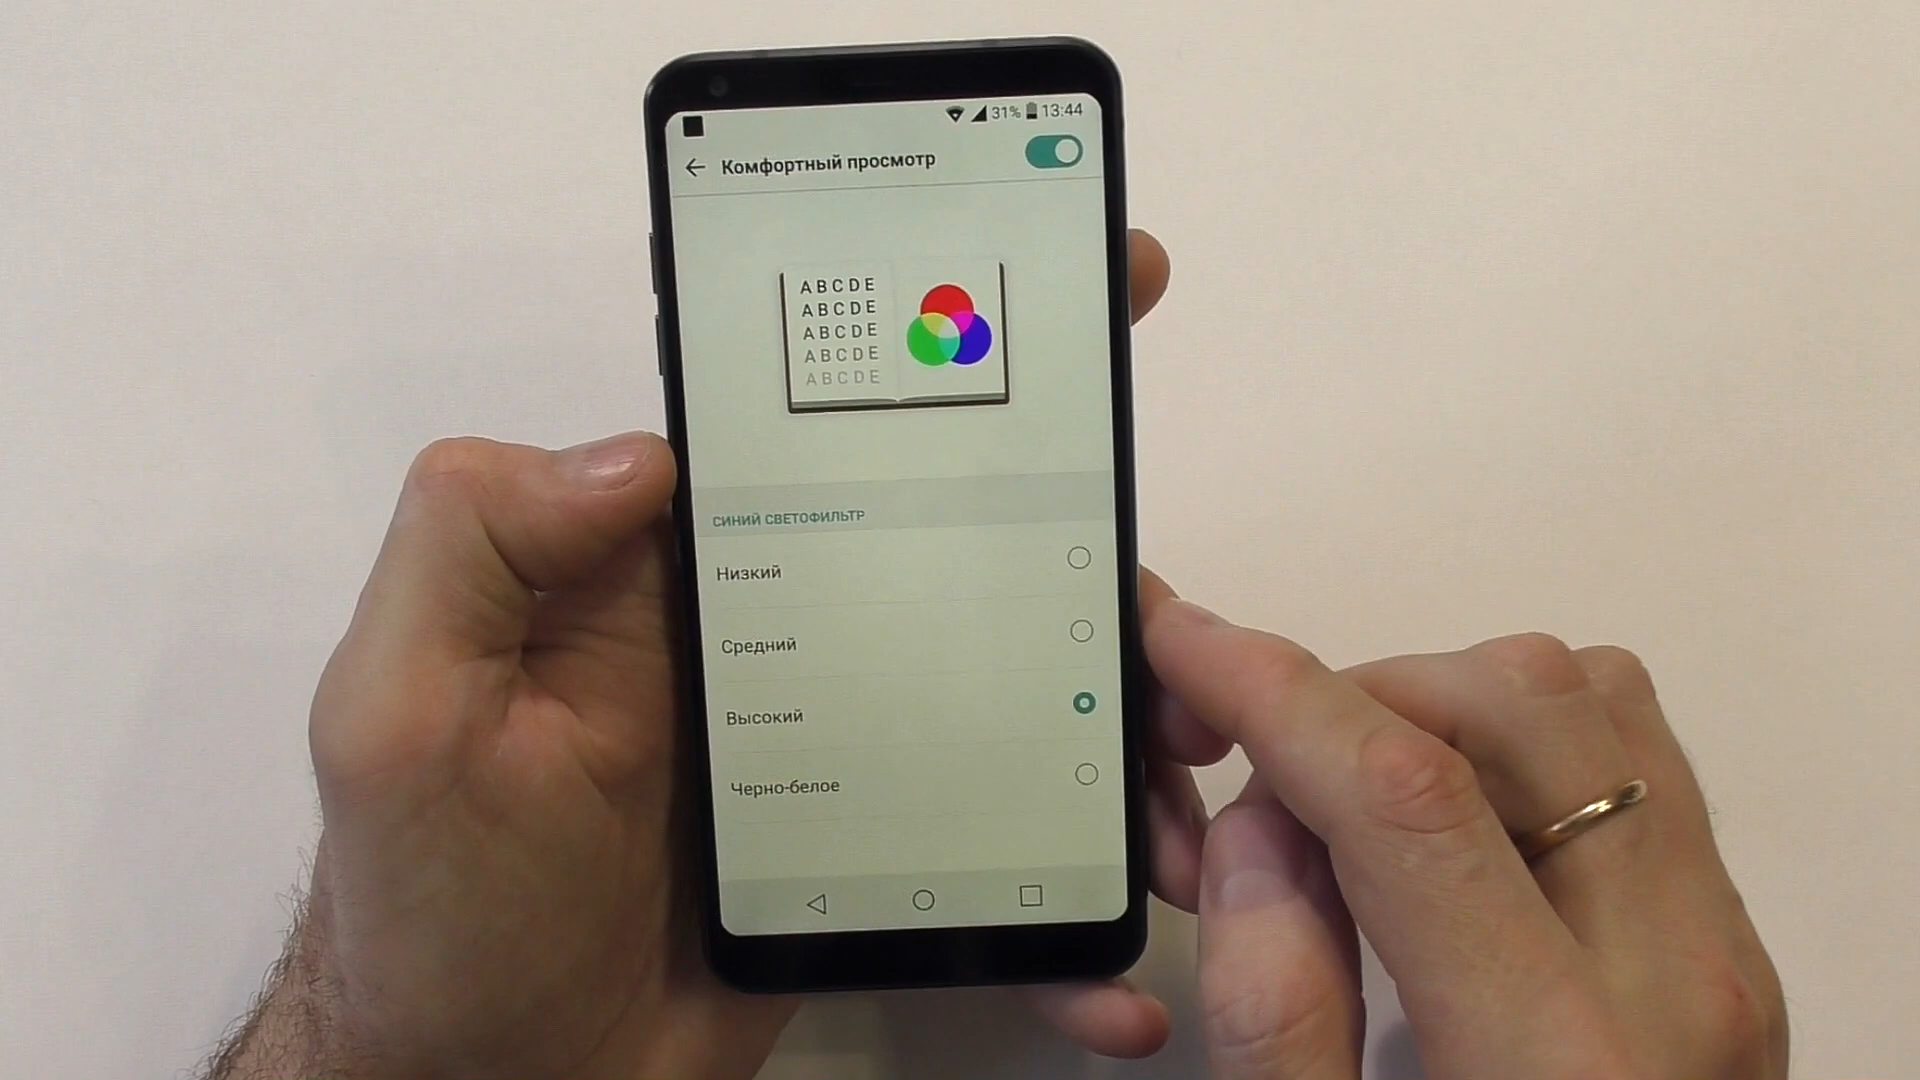 31% 13:44
Комфортный просмотр
ABCDE
ABCDE
ABCDE
ABCDE
ABCDE
СИНИЙ СВЕТОФИЛЬТР
Низкий
Средний
Высокий
Черно-белое